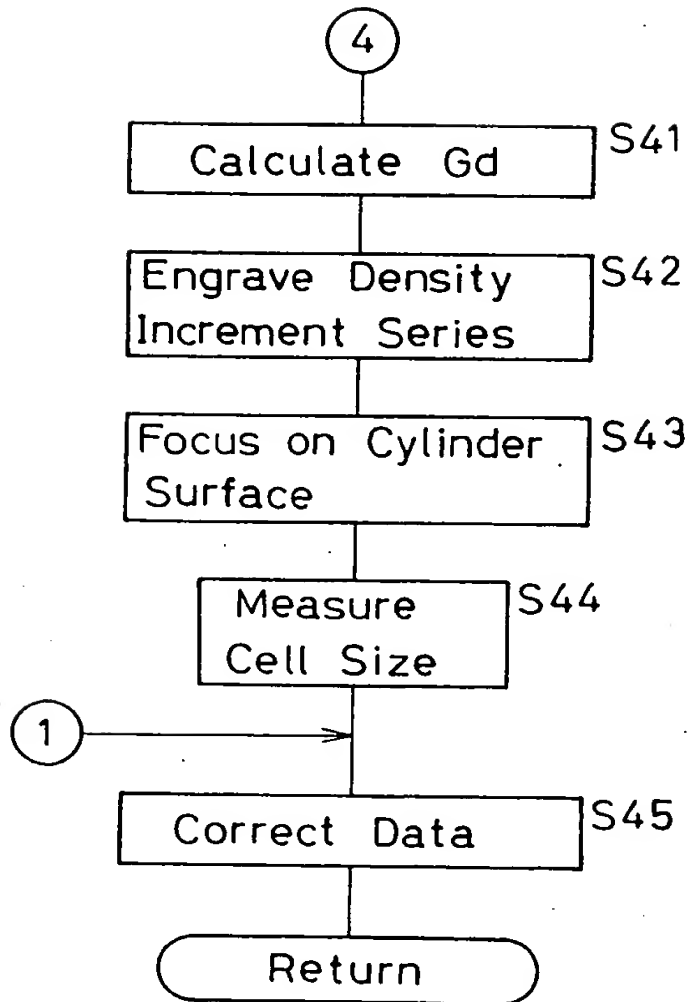 4
Calculate Gd
S41
Engrave Density
Increment Series
S42
Focus on Cylinder
Surface
S43
Measure
Cell Size
S44
1
Correct Data
S45
Return